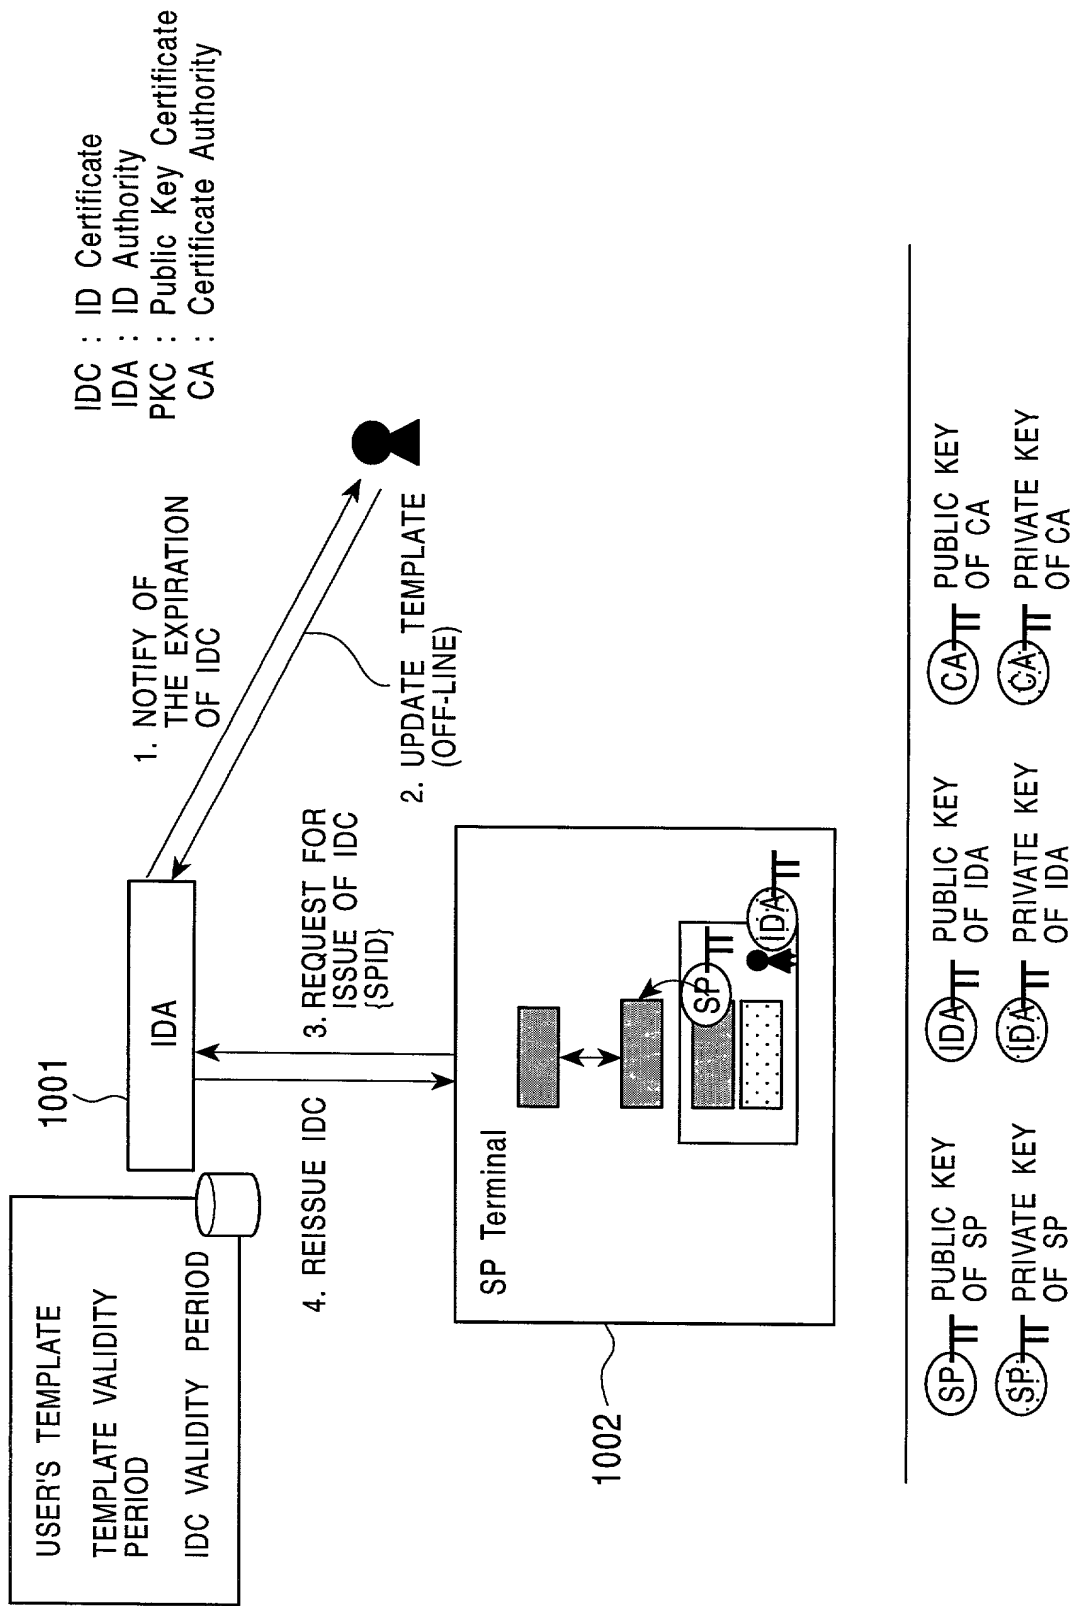 IDC : ID Certificate
IDA : ID Authority
PKC : Public Key Certificate
CA : Certificate Authority
USER'S TEMPLATE
TEMPLATE VALIDITY
PERIOD
IDC VALIDITY PERIOD
1001
IDA
1. NOTIFY OF
THE EXPIRATION
OF IDC
2. UPDATE TEMPLATE
(OFF-LINE)
3. REQUEST FOR
ISSUE OF IDC
{SPID}
4. REISSUE IDC
1002
SP Terminal
SP
IDA
SP PUBLIC KEY
OF SP
IDA PUBLIC KEY
OF IDA
CA PUBLIC KEY
OF CA
SP PRIVATE KEY
OF SP
IDA PRIVATE KEY
OF IDA
CA PRIVATE KEY
OF CA